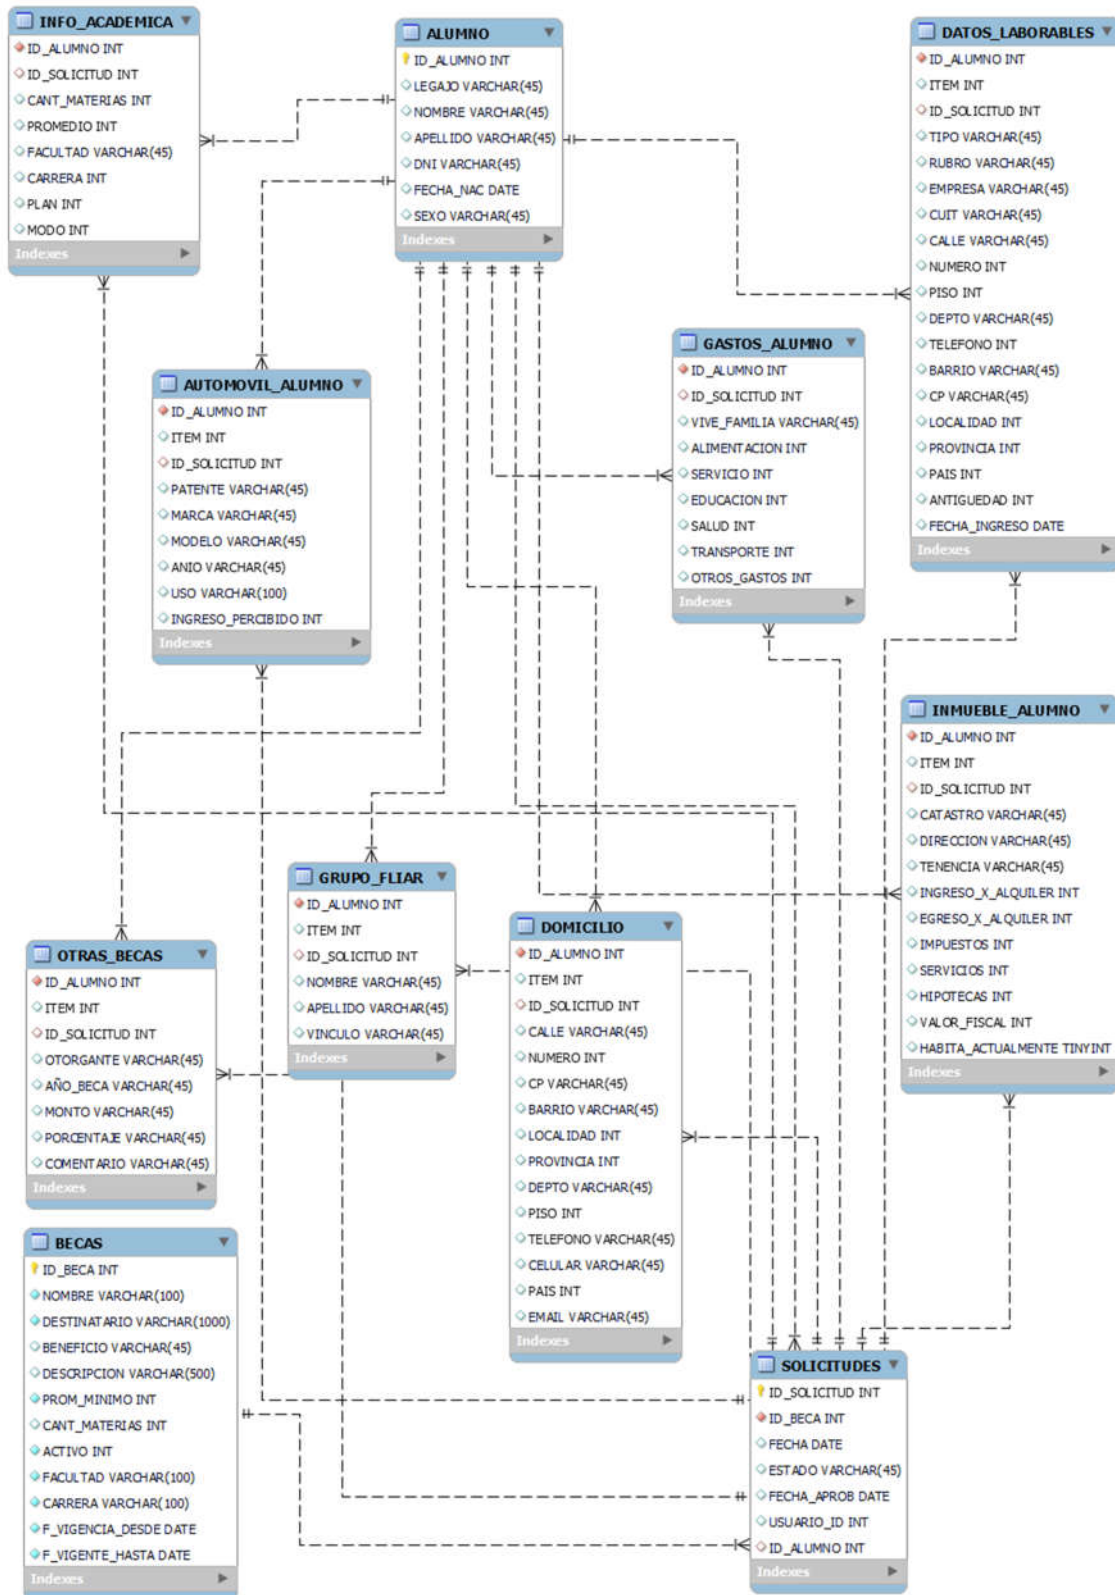 INFO_ACADEMICA
ID_ALUMNO INT
ID_SOLICITUD INT
CANT_MATERIAS INT
PROMEDIO INT
FACULTAD VARCHAR(45)
CARRERA INT
PLAN INT
MODO INT
Indexes
ALUMNO
ID_ALUMNO INT
LEGAJO VARCHAR(45)
NOMBRE VARCHAR(45)
APELLIDO VARCHAR(45)
DNI VARCHAR(45)
FECHA_NAC DATE
SEXO VARCHAR(45)
Indexes
DATOS_LABORABLES
ID_ALUMNO INT
ITEM INT
ID_SOLICITUD INT
TIPO VARCHAR(45)
RUBRO VARCHAR(45)
EMPRESA VARCHAR(45)
CUIT VARCHAR(45)
CALLE VARCHAR(45)
NUMERO INT
PISO INT
DEPTO VARCHAR(45)
TELEFONO INT
BARRIO VARCHAR(45)
CP VARCHAR(45)
LOCALIDAD INT
PROVINCIA INT
PAIS INT
ANTIGUEDAD INT
FECHA_INGRESO DATE
Indexes
AUTOMOVIL_ALUMNO
ID_ALUMNO INT
ITEM INT
ID_SOLICITUD INT
PATENTE VARCHAR(45)
MARCA VARCHAR(45)
MODELO VARCHAR(45)
ANIO VARCHAR(45)
USO VARCHAR(100)
INGRESO_PERCIBIDO INT
Indexes
GASTOS_ALUMNO
ID_ALUMNO INT
ID_SOLICITUD INT
VIVE_FAMILIA VARCHAR(45)
ALIMENTACION INT
SERVICIO INT
EDUCACION INT
SALUD INT
TRANSPORTE INT
OTROS_GASTOS INT
Indexes
INMUEBLE_ALUMNO
ID_ALUMNO INT
ITEM INT
ID_SOLICITUD INT
CATASTRO VARCHAR(45)
DIRECCION VARCHAR(45)
TENENCIA VARCHAR(45)
INGRESO_X_ALQUILER INT
EGRESO_X_ALQUILER INT
IMPUESTOS INT
SERVICIOS INT
HIPOTECAS INT
VALOR_FISCAL INT
HABITA_ACTUALMENTE TINYINT
Indexes
GRUPO_FLIAR
ID_ALUMNO INT
ITEM INT
ID_SOLICITUD INT
NOMBRE VARCHAR(45)
APELLIDO VARCHAR(45)
VINCULO VARCHAR(45)
Indexes
DOMICILIO
ID_ALUMNO INT
ITEM INT
ID_SOLICITUD INT
CALLE VARCHAR(45)
NUMERO INT
CP VARCHAR(45)
BARRIO VARCHAR(45)
LOCALIDAD INT
PROVINCIA INT
DEPTO VARCHAR(45)
PISO INT
TELEFONO VARCHAR(45)
CELULAR VARCHAR(45)
PAIS INT
EMAIL VARCHAR(45)
Indexes
OTRAS_BECAS
ID_ALUMNO INT
ITEM INT
ID_SOLICITUD INT
OTORGANTE VARCHAR(45)
AÑO_BECA VARCHAR(45)
MONTO VARCHAR(45)
PORCENTAJE VARCHAR(45)
COMENTARIO VARCHAR(45)
Indexes
BECAS
ID_BECA INT
NOMBRE VARCHAR(100)
DESTINATARIO VARCHAR(1000)
BENEFICIO VARCHAR(45)
DESCRIPCION VARCHAR(500)
PROM_MINIMO INT
CANT_MATERIAS INT
ACTIVO INT
FACULTAD VARCHAR(100)
CARRERA VARCHAR(100)
F_VIGENCIA_DESDE DATE
F_VIGENTE_HASTA DATE
Indexes
SOLICITUDES
ID_SOLICITUD INT
ID_BECA INT
FECHA DATE
ESTADO VARCHAR(45)
FECHA_APROB DATE
USUARIO_ID INT
ID_ALUMNO INT
Indexes